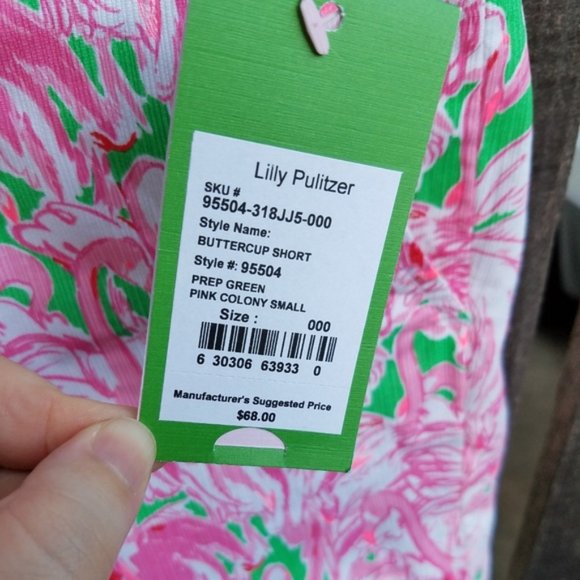 Lilly Pulitzer
SKU #
95504-318JJ5-000
Style Name:
BUTTERCUP SHORT
Style #: 95504
PREP GREEN
PINK COLONY SMALL
Size : 000
6 30306 63933 0
Manufacturer's Suggested Price
$68.00